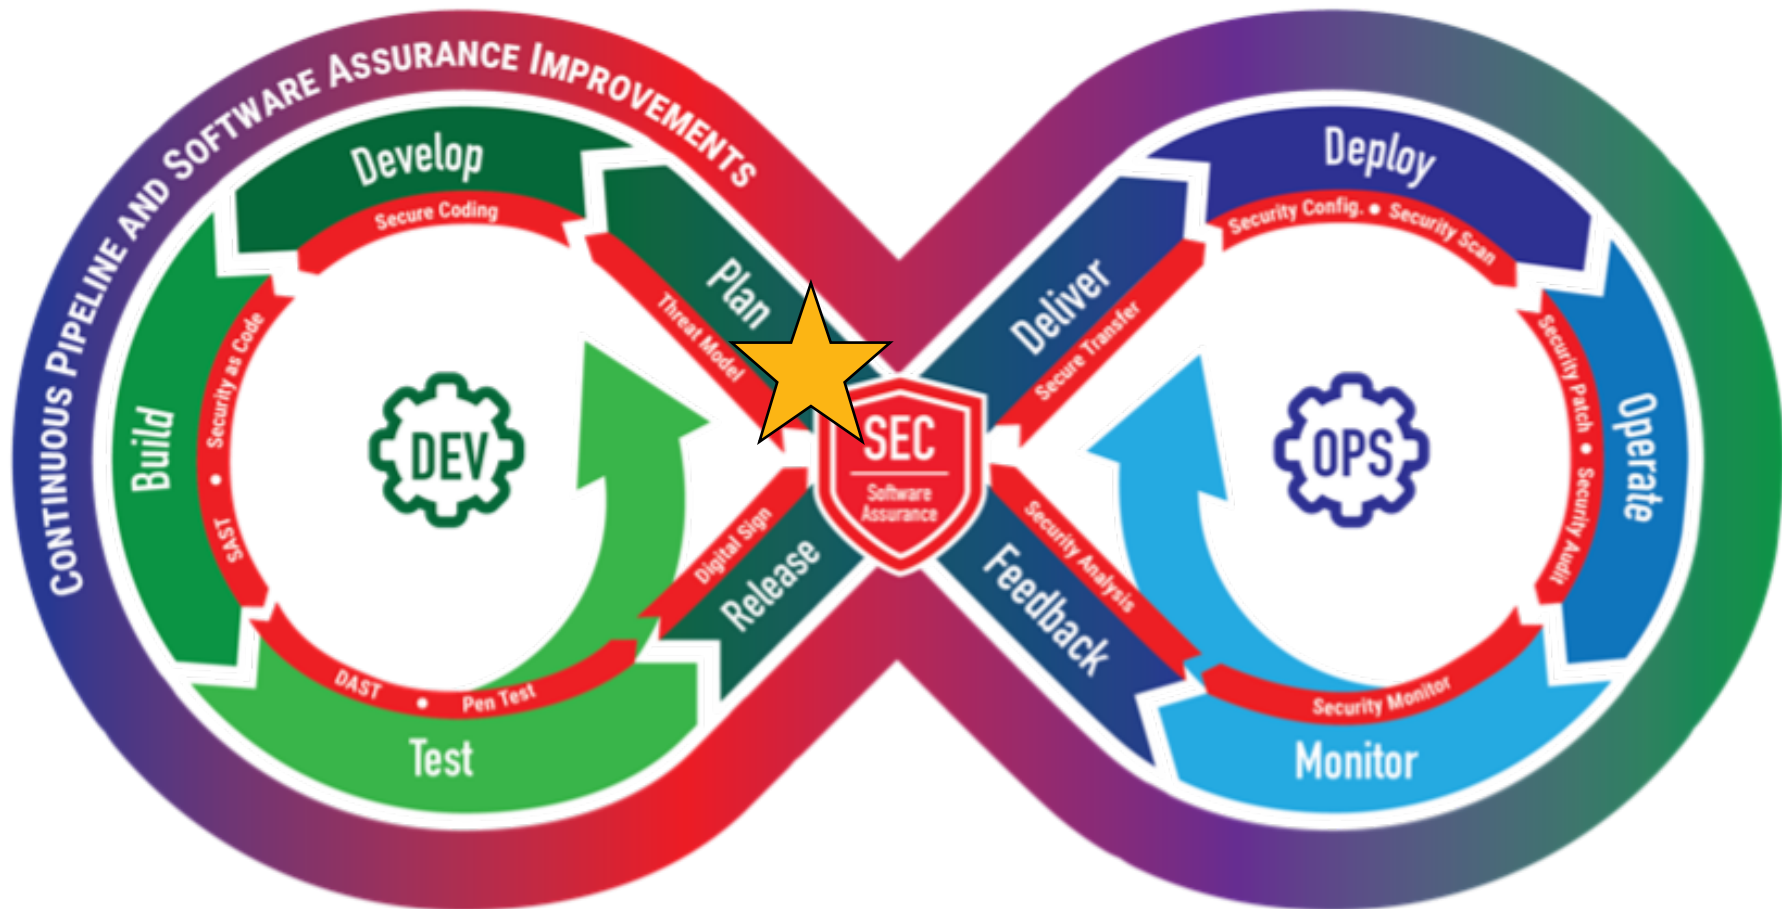 CONTINUOUS PIPELINE AND SOFTWARE ASSURANCE IMPROVEMENTS
Plan
Threat Model
Develop
Secure Coding
Build
Security as Code • SAST
Test
DAST • Pen Test
Release
Digital Sign
DEV
SEC
Software
Assurance
Deliver
Secure Transfer
Deploy
Security Config. • Security Scan
Operate
Security Patch • Security Audit
Monitor
Security Monitor
Feedback
Security Analysis
OPS